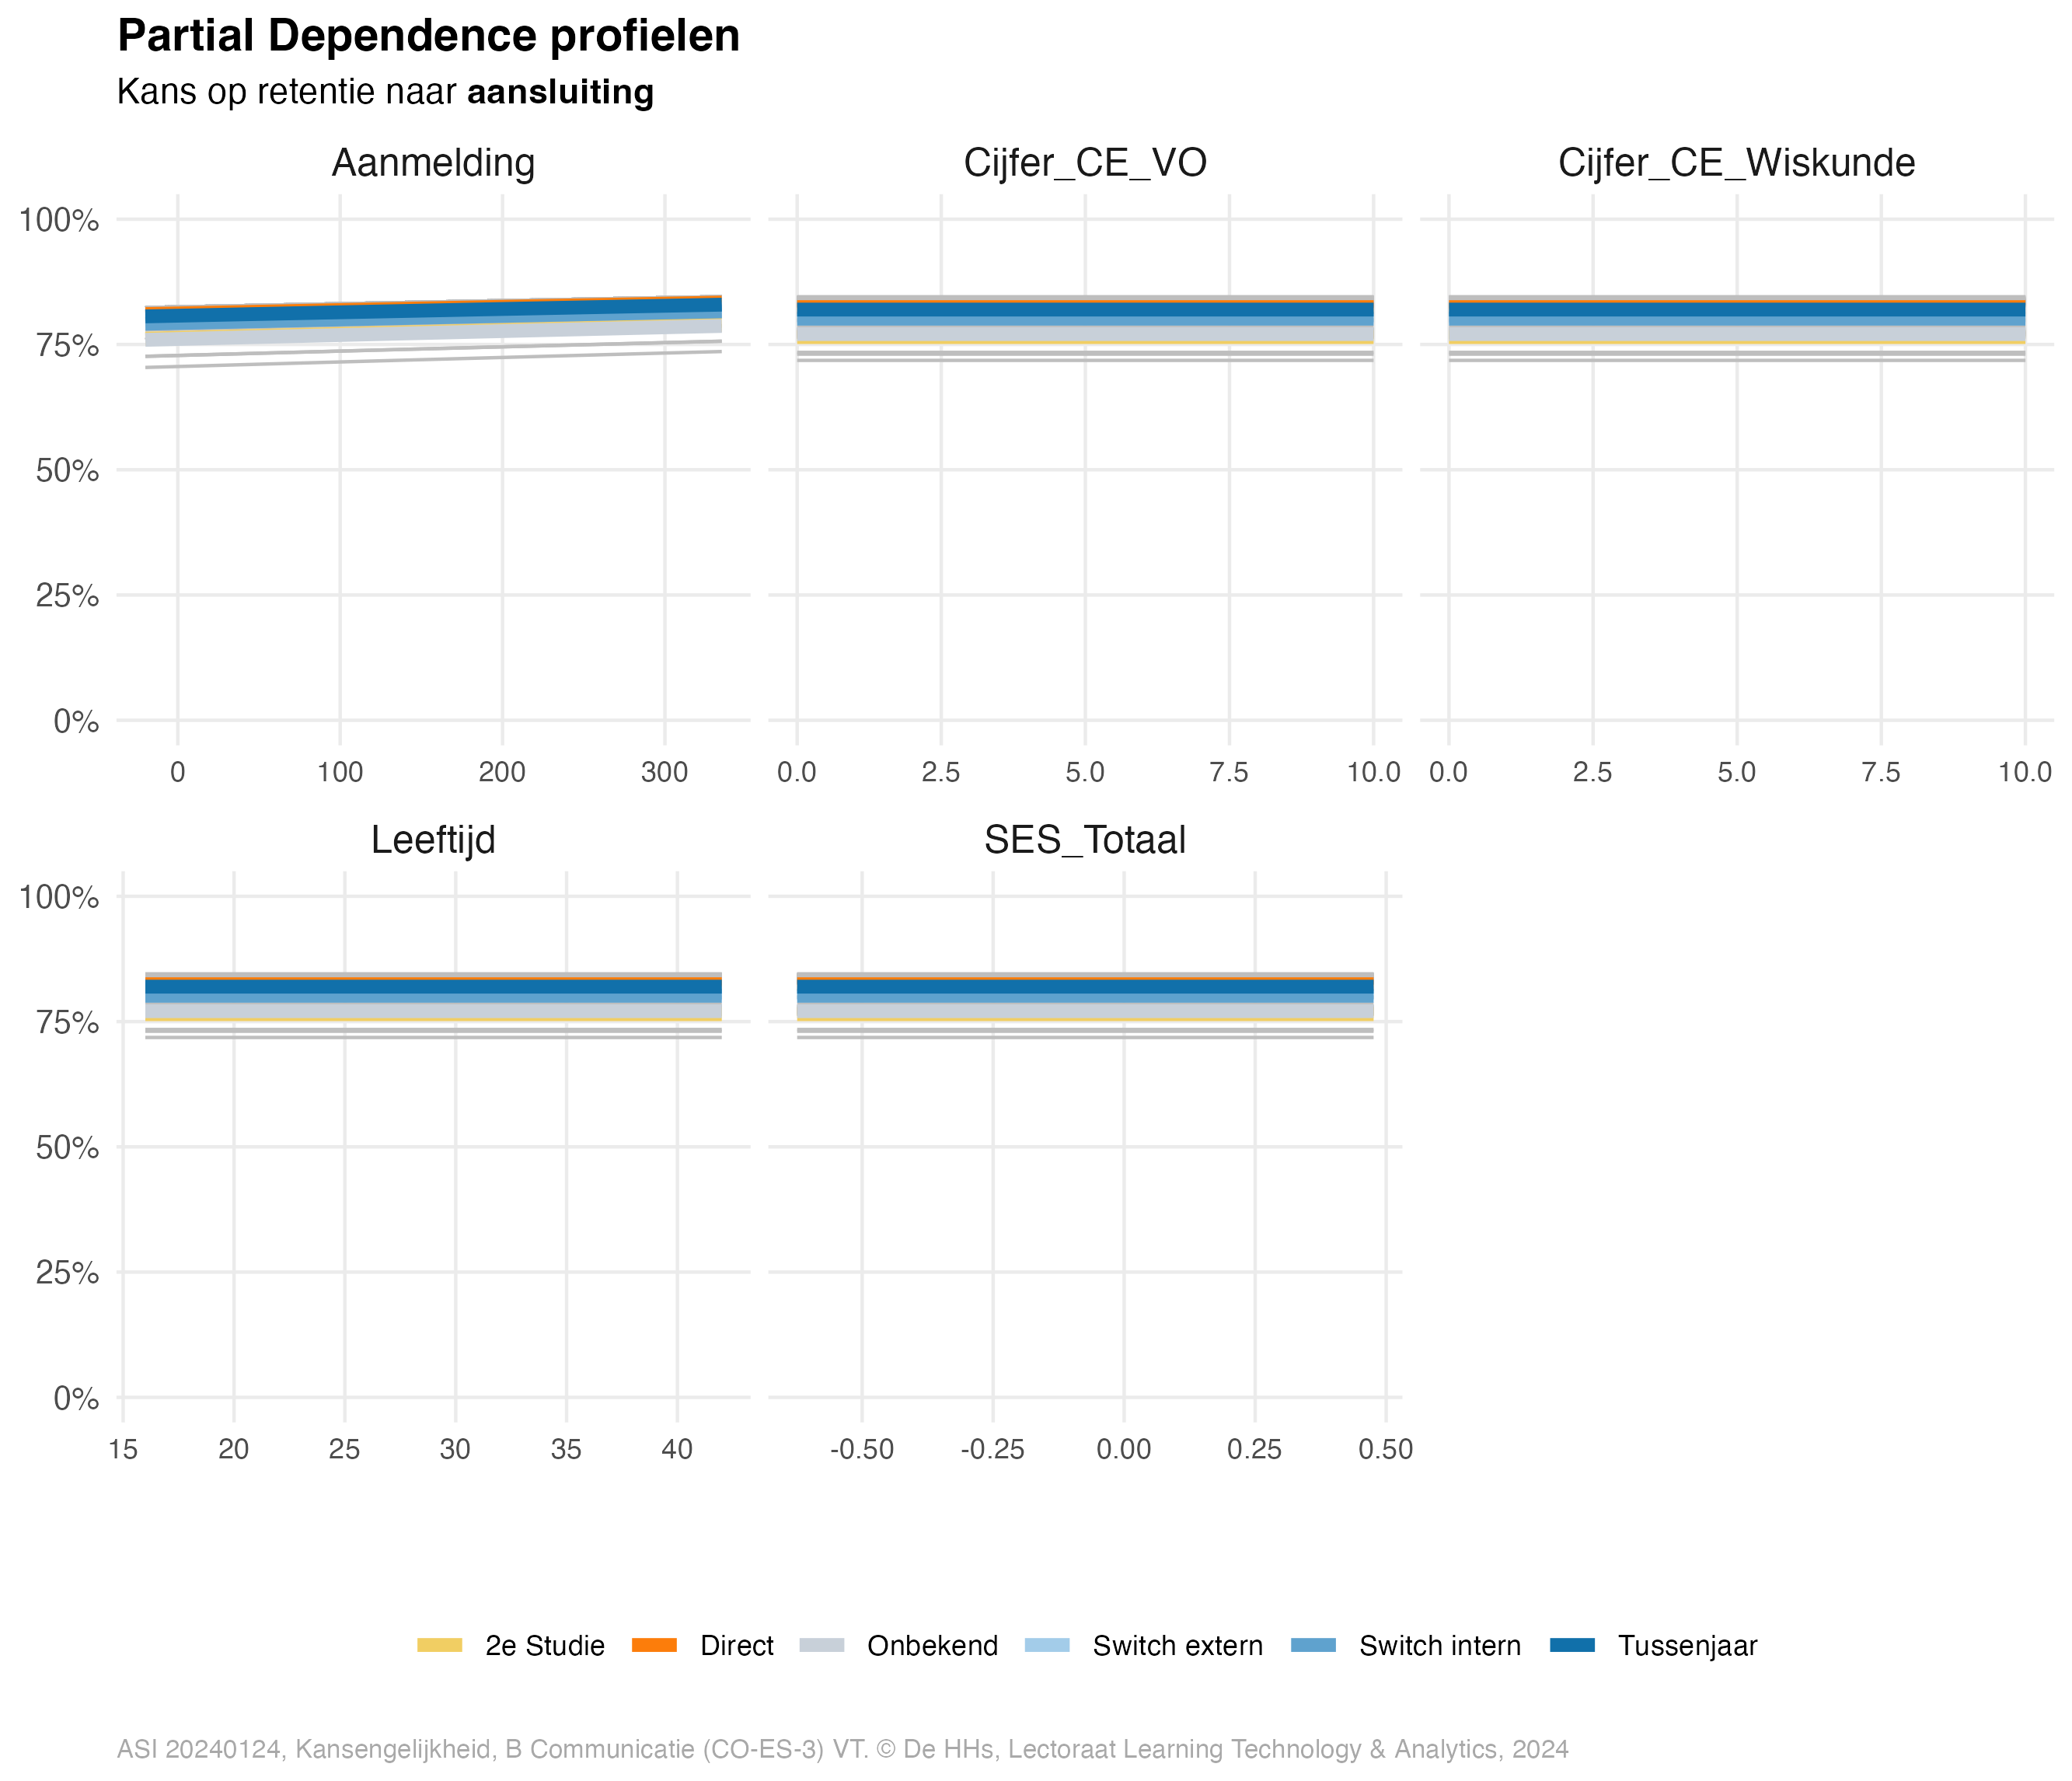 Partial Dependence profielen
Kans op retentie naar aansluiting
Aanmelding Cijfer_CE_VO Cijfer_CE_Wiskunde
100%
75%
50%
25%
0%
0 100 200 300 0.0 2.5 5.0 7.5 10.0 0.0 2.5 5.0 7.5 10.0
Leeftijd SES_Totaal
100%
75%
50%
25%
0%
15 20 25 30 35 40 -0.50 -0.25 0.00 0.25 0.50
2e Studie Direct Onbekend Switch extern Switch intern Tussenjaar
ASI 20240124, Kansengelijkheid, B Communicatie (CO-ES-3) VT. © De HHs, Lectoraat Learning Technology & Analytics, 2024